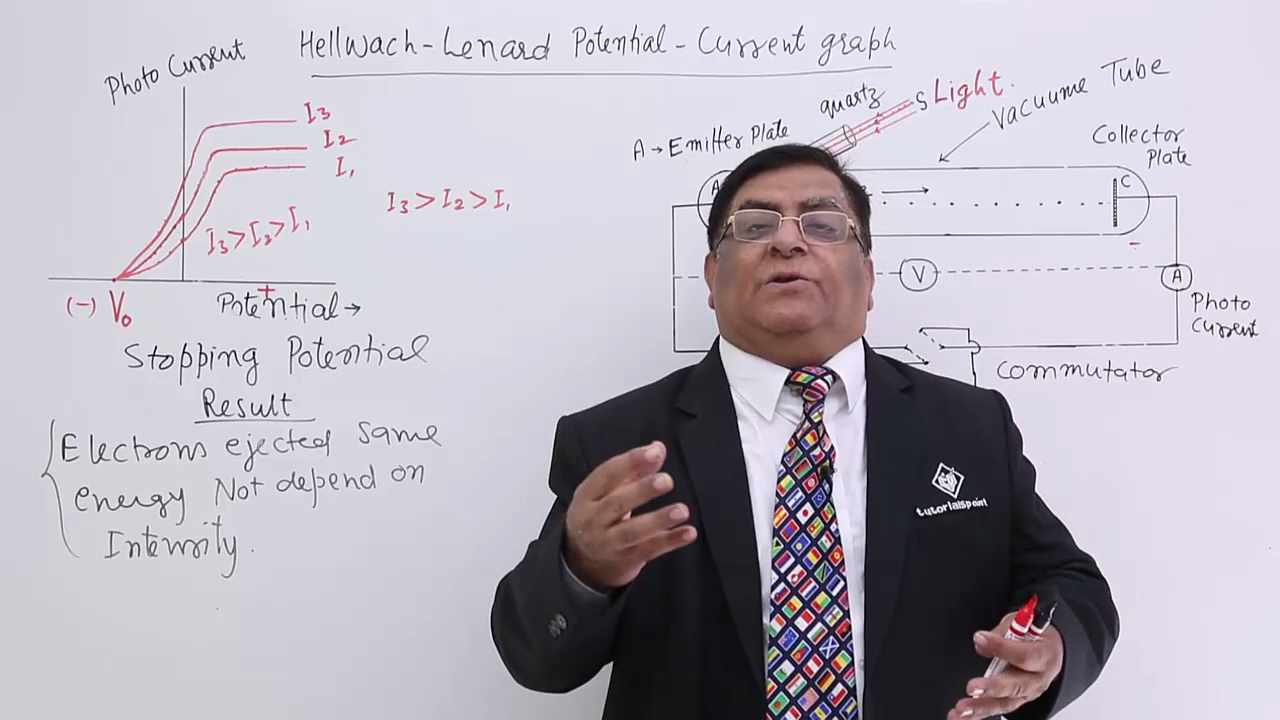 Hellwach-Lenard Potential-Current graph
Photo Current
I3
I2
I1
I3>I2>I1
I3>I2>I1
(-) V0
+
Potential →
Stopping Potential
Result
Electrons ejected same
energy Not depend on
Intensity.
quartz
S Light.
Vacuume Tube
A→Emitter Plate
Collector
Plate
A
e →
C
-
V
A
Photo
Current
Commutator
tutorialspoint